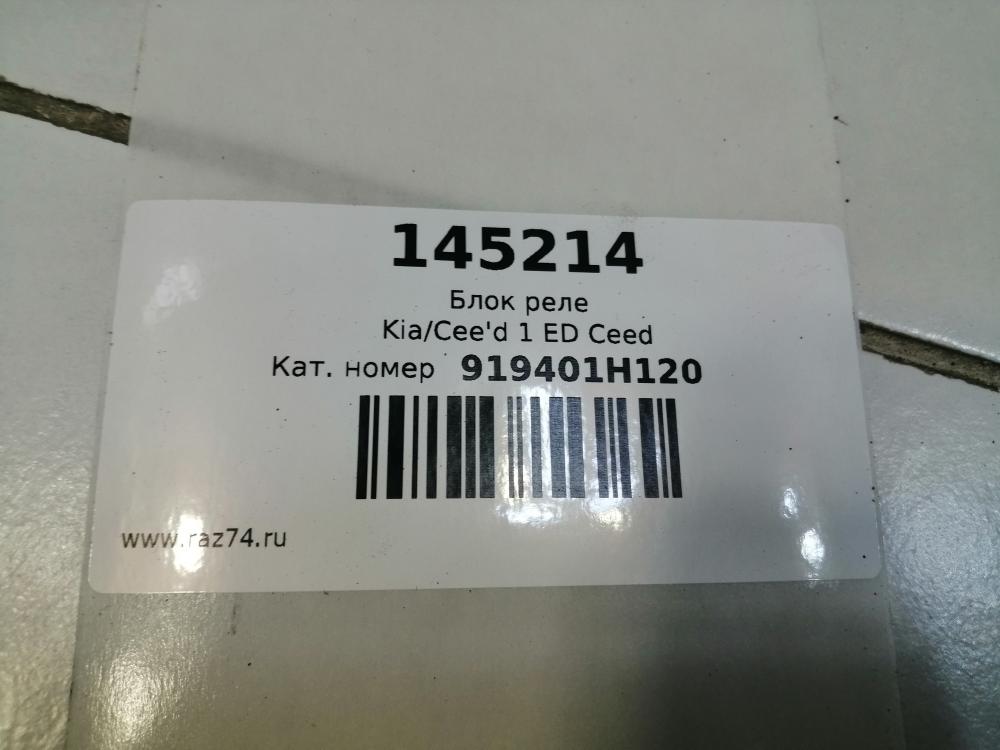 145214
Блок реле
Kia/Cee'd 1 ED Ceed
Кат. номер 919401H120
www.raz74.ru